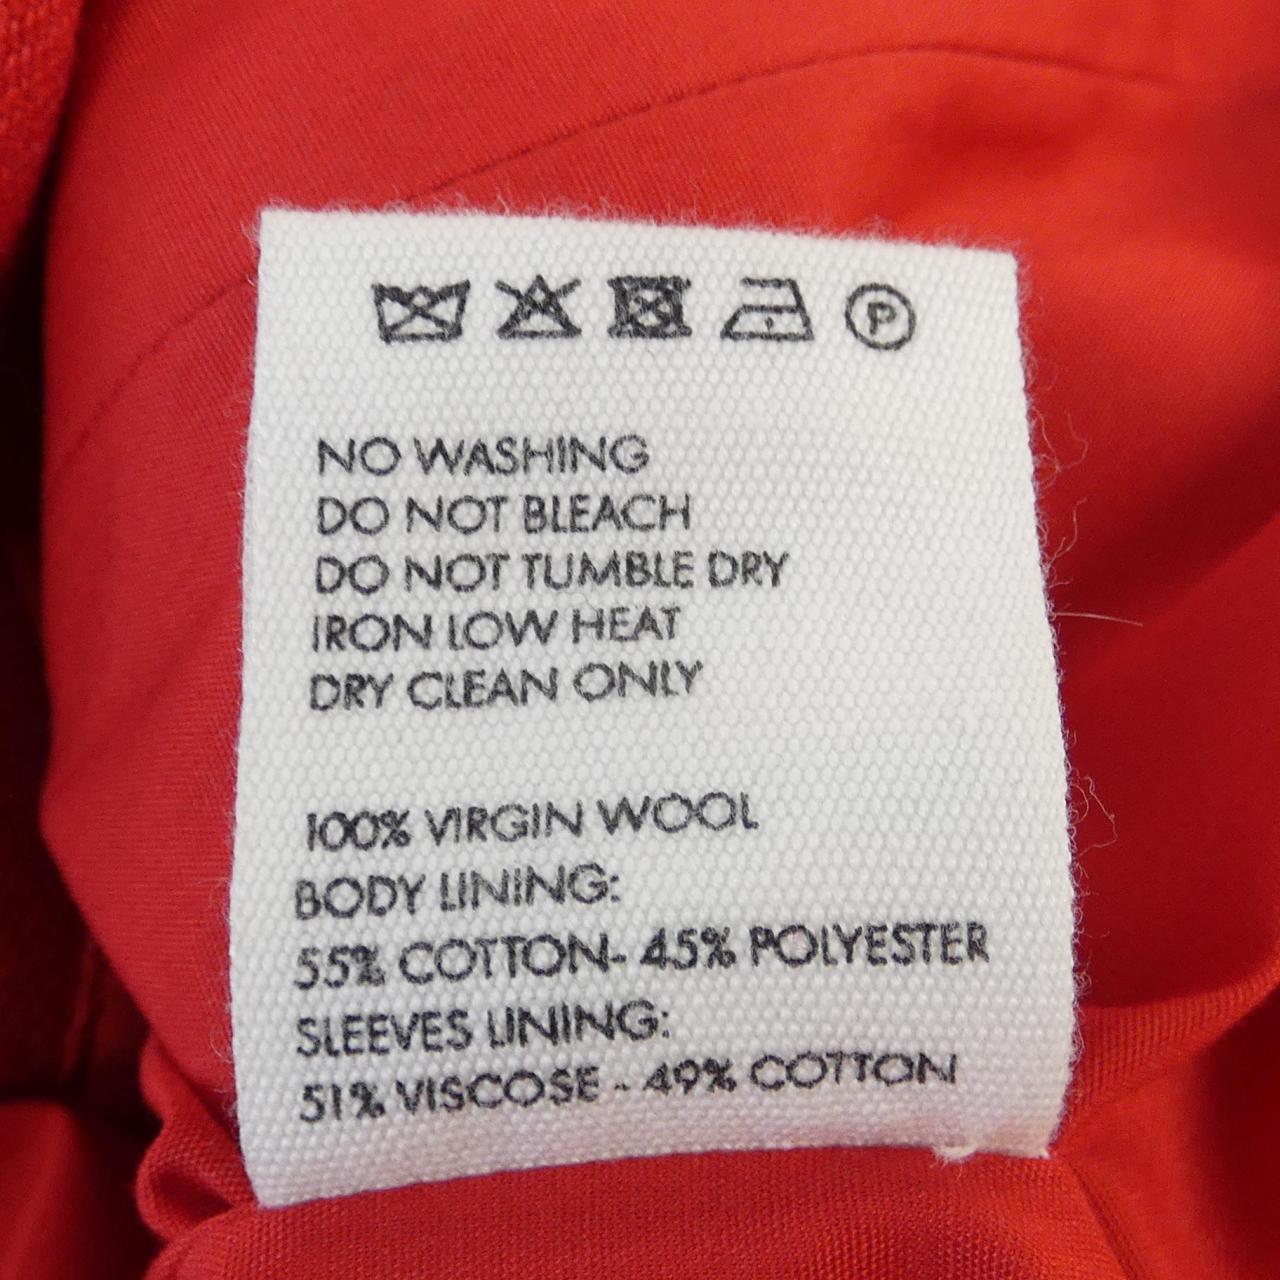 P
NO WASHING
DO NOT BLEACH
DO NOT TUMBLE DRY
IRON LOW HEAT
DRY CLEAN ONLY
100% VIRGIN WOOL
BODY LINING:
55% COTTON- 45% POLYESTER
SLEEVES LINING:
51% VISCOSE - 49% COTTON